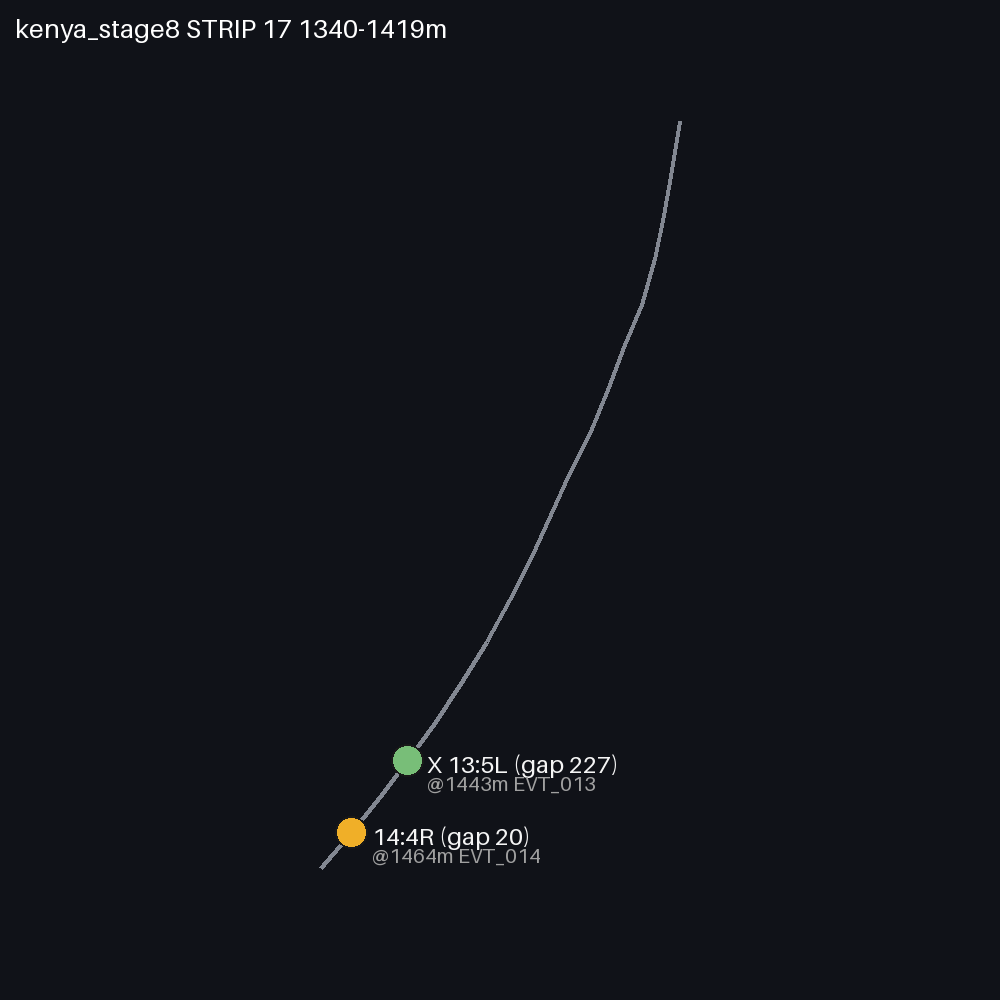 kenya_stage8 STRIP 17 1340-1419m
X 13:5L (gap 227)
@1443m EVT_013
14:4R (gap 20)
@1464m EVT_014